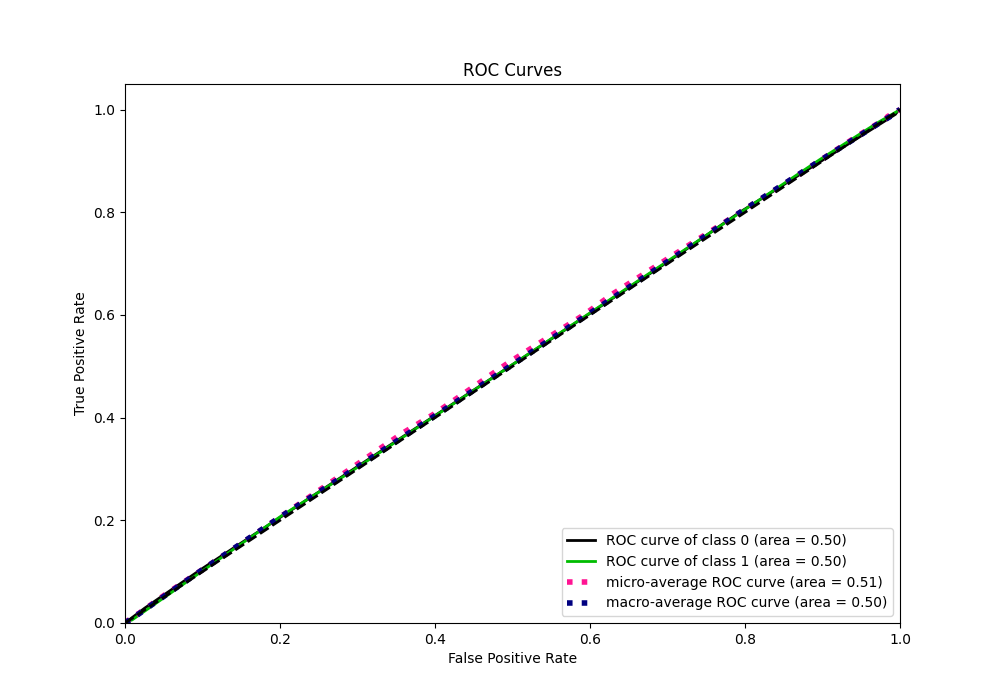 ROC Curves
True Positive Rate
1.0
0.8
0.6
0.4
0.2
0.0
ROC curve of class 0 (area = 0.50)
ROC curve of class 1 (area = 0.50)
micro-average ROC curve (area = 0.51)
macro-average ROC curve (area = 0.50)
0.0 0.2 0.4 0.6 0.8 1.0
False Positive Rate